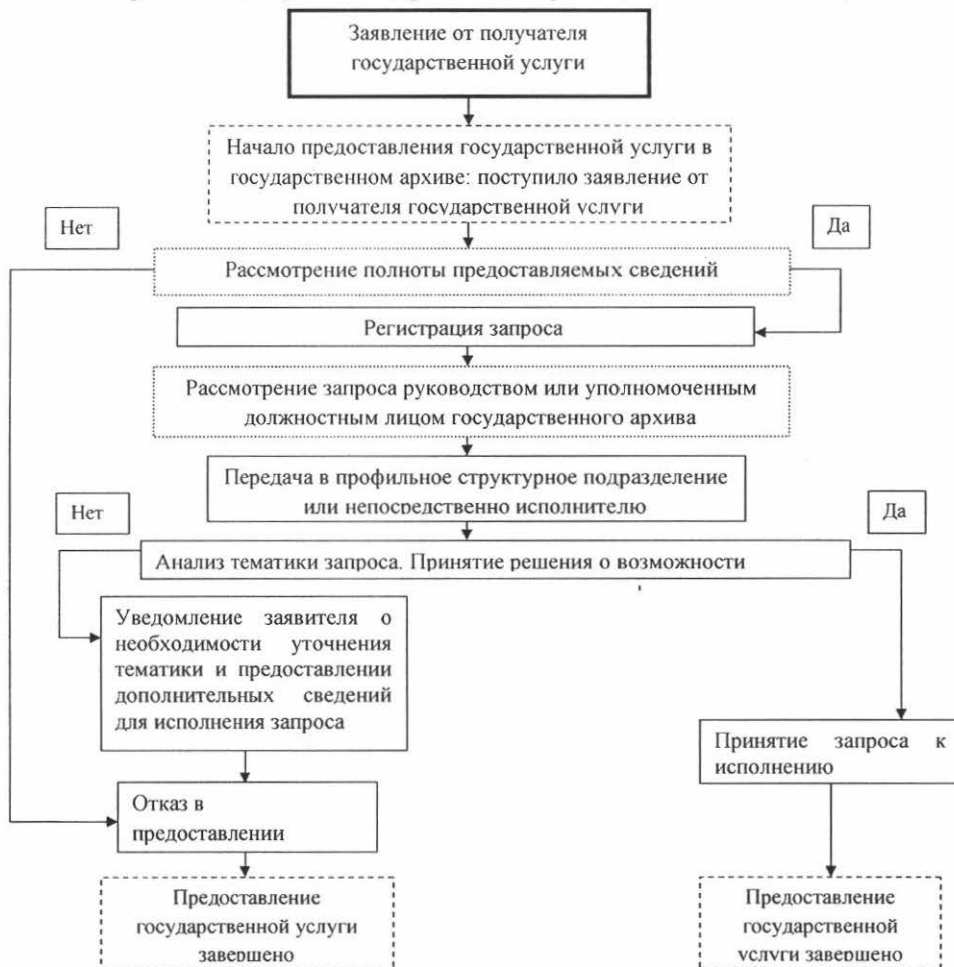 Заявление от получателя
государственной услуги
Начало предоставления государственной услуги в
государственном архиве: поступило заявление от
получателя государственной услуги
Нет
Да
Рассмотрение полноты предоставляемых сведений
Регистрация запроса
Рассмотрение запроса руководством или уполномоченным
должностным лицом государственного архива
Передача в профильное структурное подразделение
или непосредственно исполнителю
Нет
Да
Анализ тематики запроса. Принятие решения о возможности
Уведомление заявителя о
необходимости уточнения
тематики и предоставлении
дополнительных сведений
для исполнения запроса
Принятие запроса к
исполнению
Отказ в
предоставлении
Предоставление
государственной услуги
завершено
Предоставление
государственной
услуги завершено